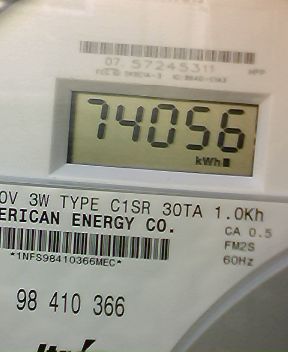 07 57245311
74056
kWh
0V 3W TYPE C1SR 30TA 1.0Kh
ERICAN ENERGY CO.
CA 0.5
FM2S
*1NFS98410366MEC*
60Hz
98 410 366